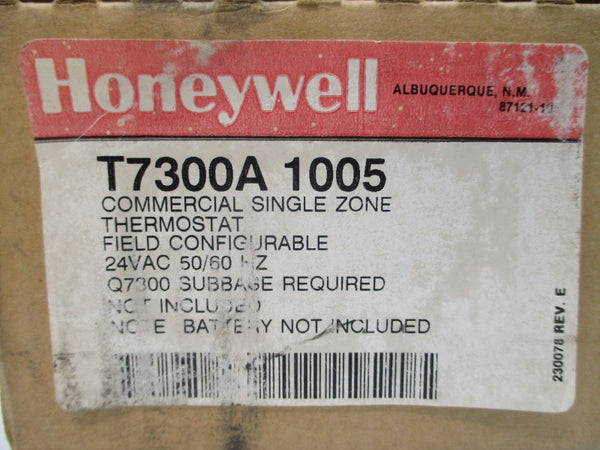 Honeywell
ALBUQUERQUE, N.M.
87121-
T7300A 1005
COMMERCIAL SINGLE ZONE
THERMOSTAT
FIELD CONFIGURABLE
24VAC 50/60 HZ
Q7300 SUBBASE REQUIRED
NOT INCLUDED
NOTE BATTERY NOT INCLUDED
230078 REV. E